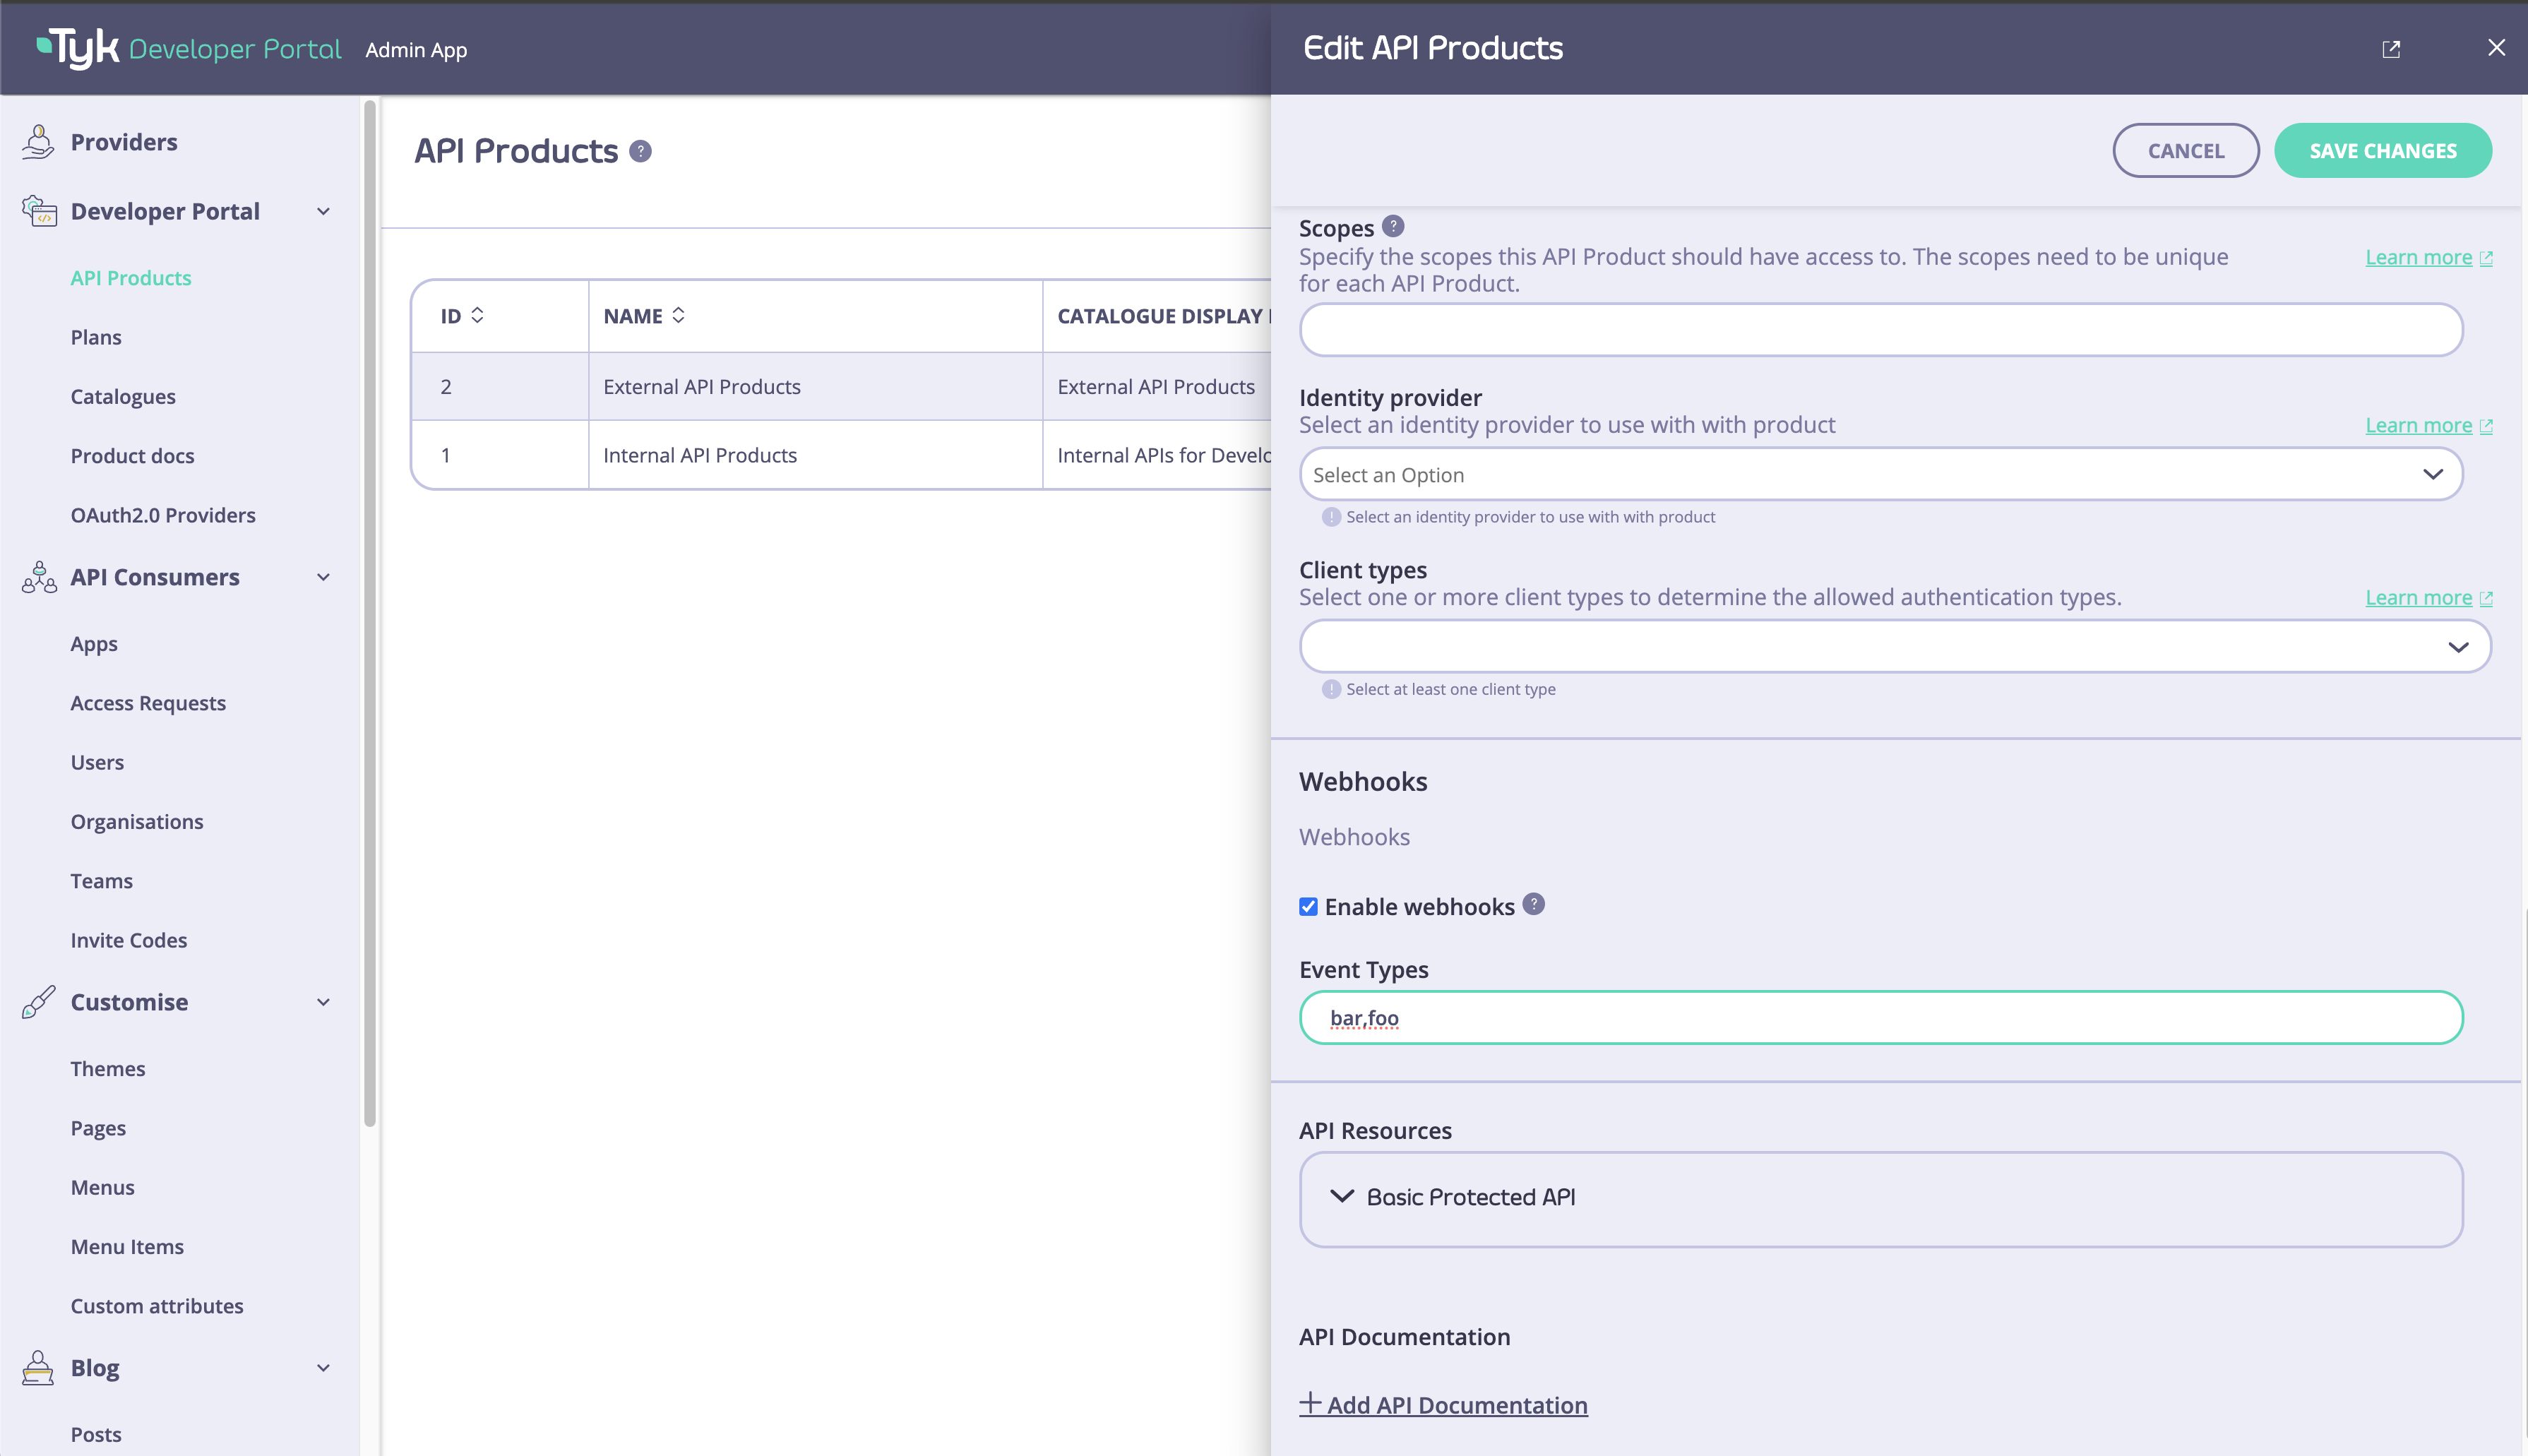 Tyk Developer Portal Admin App
Edit API Products
Providers
Developer Portal
API Products
Plans
Catalogues
Product docs
OAuth2.0 Providers
API Consumers
Apps
Access Requests
Users
Organisations
Teams
Invite Codes
Customise
Themes
Pages
Menus
Menu Items
Custom attributes
Blog
Posts
API Products ?
ID NAME CATALOGUE DISPLAY
2 External API Products External API Products
1 Internal API Products Internal APIs for Develo
CANCEL SAVE CHANGES
Scopes ?
Specify the scopes this API Product should have access to. The scopes need to be unique
for each API Product.
Learn more
Identity provider
Select an identity provider to use with with product
Learn more
Select an Option
! Select an identity provider to use with with product
Client types
Select one or more client types to determine the allowed authentication types.
Learn more
! Select at least one client type
Webhooks
Webhooks
Enable webhooks ?
Event Types
bar,foo
API Resources
Basic Protected API
API Documentation
+ Add API Documentation